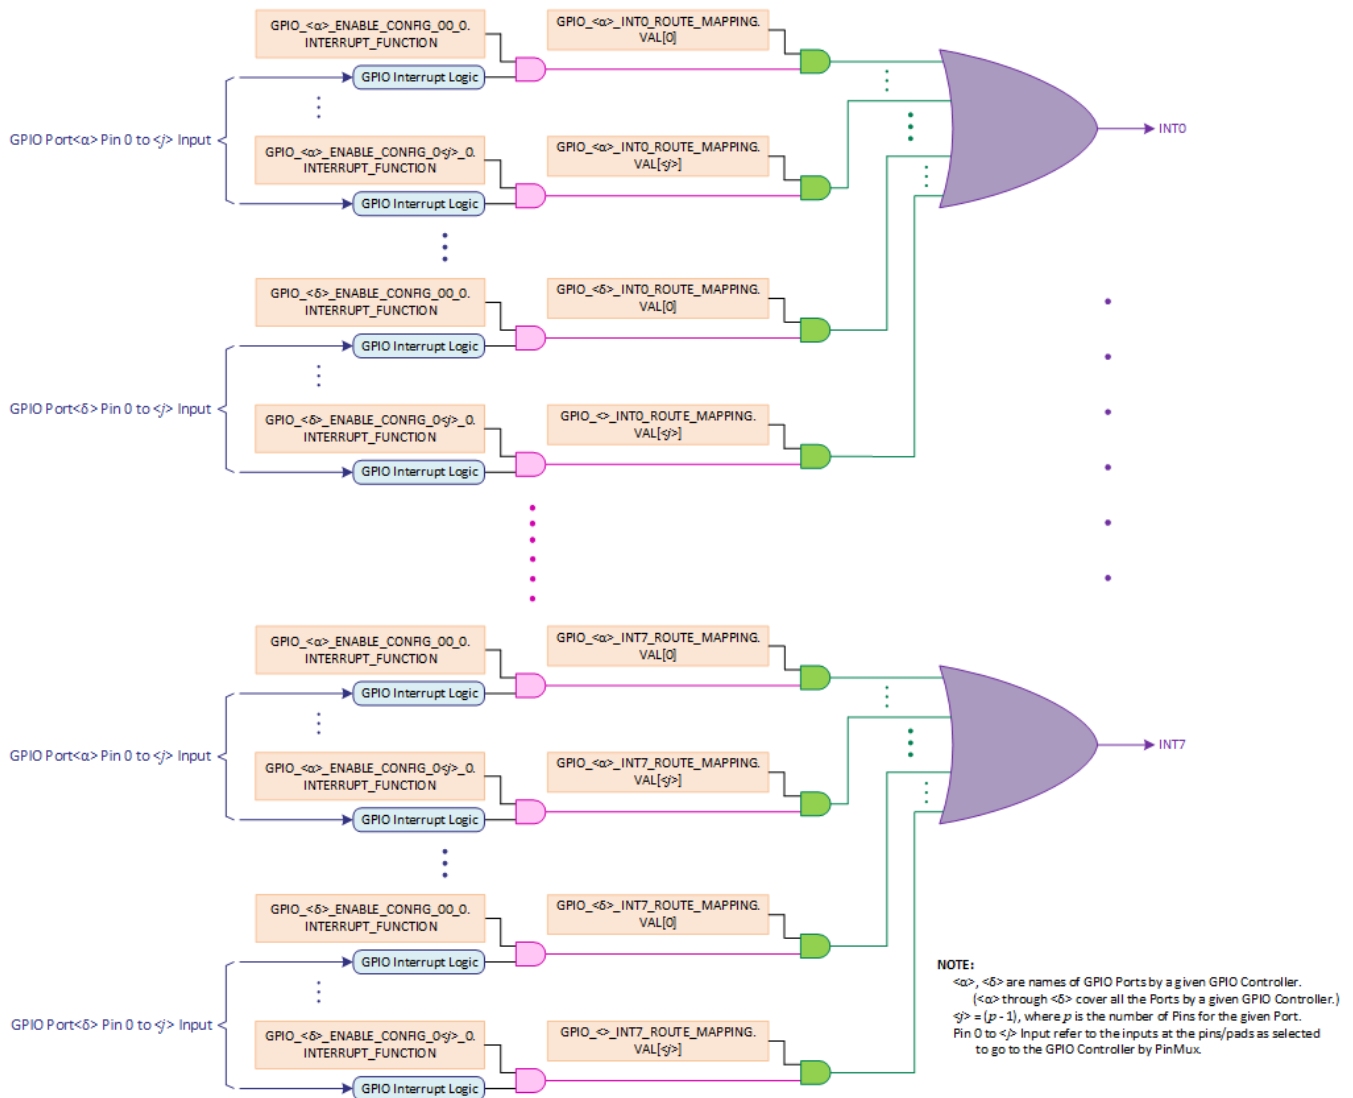 GPIO_<α>_ENABLE_CONFIG_00_0.
INTERRUPT_FUNCTION
GPIO_<α>_INT0_ROUTE_MAPPING.
VAL[0]
GPIO Interrupt Logic
GPIO Port<α> Pin 0 to <j> Input
INT0
GPIO_<α>_ENABLE_CONFIG_0<j>_0.
INTERRUPT_FUNCTION
GPIO_<α>_INT0_ROUTE_MAPPING.
VAL[<j>]
GPIO Interrupt Logic
GPIO_<δ>_ENABLE_CONFIG_00_0.
INTERRUPT_FUNCTION
GPIO_<δ>_INT0_ROUTE_MAPPING.
VAL[0]
GPIO Interrupt Logic
GPIO Port<δ> Pin 0 to <j> Input
GPIO_<δ>_ENABLE_CONFIG_0<j>_0.
INTERRUPT_FUNCTION
GPIO_<>_INT0_ROUTE_MAPPING.
VAL[<j>]
GPIO Interrupt Logic
GPIO_<α>_ENABLE_CONFIG_00_0.
INTERRUPT_FUNCTION
GPIO_<α>_INT7_ROUTE_MAPPING.
VAL[0]
GPIO Interrupt Logic
GPIO Port<α> Pin 0 to <j> Input
INT7
GPIO_<α>_ENABLE_CONFIG_0<j>_0.
INTERRUPT_FUNCTION
GPIO_<α>_INT7_ROUTE_MAPPING.
VAL[<j>]
GPIO Interrupt Logic
GPIO_<δ>_ENABLE_CONFIG_00_0.
INTERRUPT_FUNCTION
GPIO_<δ>_INT7_ROUTE_MAPPING.
VAL[0]
GPIO Interrupt Logic
GPIO Port<δ> Pin 0 to <j> Input
GPIO_<δ>_ENABLE_CONFIG_0<j>_0.
INTERRUPT_FUNCTION
GPIO_<>_INT7_ROUTE_MAPPING.
VAL[<j>]
GPIO Interrupt Logic
NOTE:
<α>, <δ> are names of GPIO Ports by a given GPIO Controller.
(<α> through <δ> cover all the Ports by a given GPIO Controller.)
<j> = (p - 1), where p is the number of Pins for the given Port.
Pin 0 to <j> Input refer to the inputs at the pins/pads as selected
to go to the GPIO Controller by PinMux.